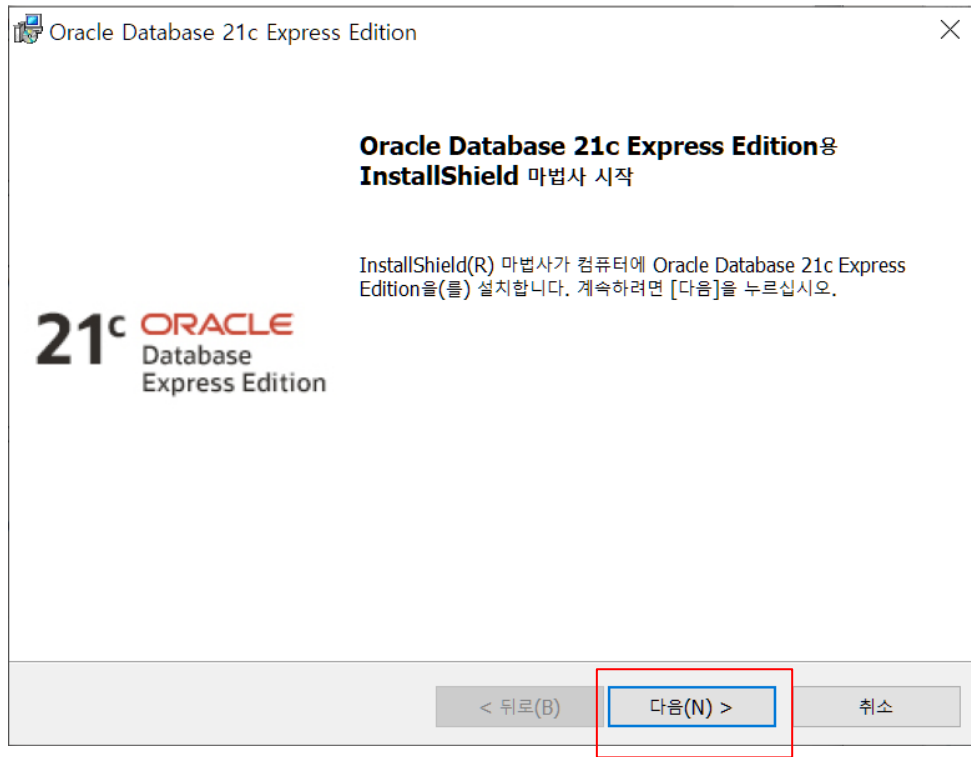 Oracle Database 21c Express Edition
Oracle Database 21c Express Edition용
InstallShield 마법사 시작
InstallShield(R) 마법사가 컴퓨터에 Oracle Database 21c Express
Edition을(를) 설치합니다. 계속하려면 [다음]을 누르십시오.
21c ORACLE
Database
Express Edition
< 뒤로(B)
다음(N) >
취소